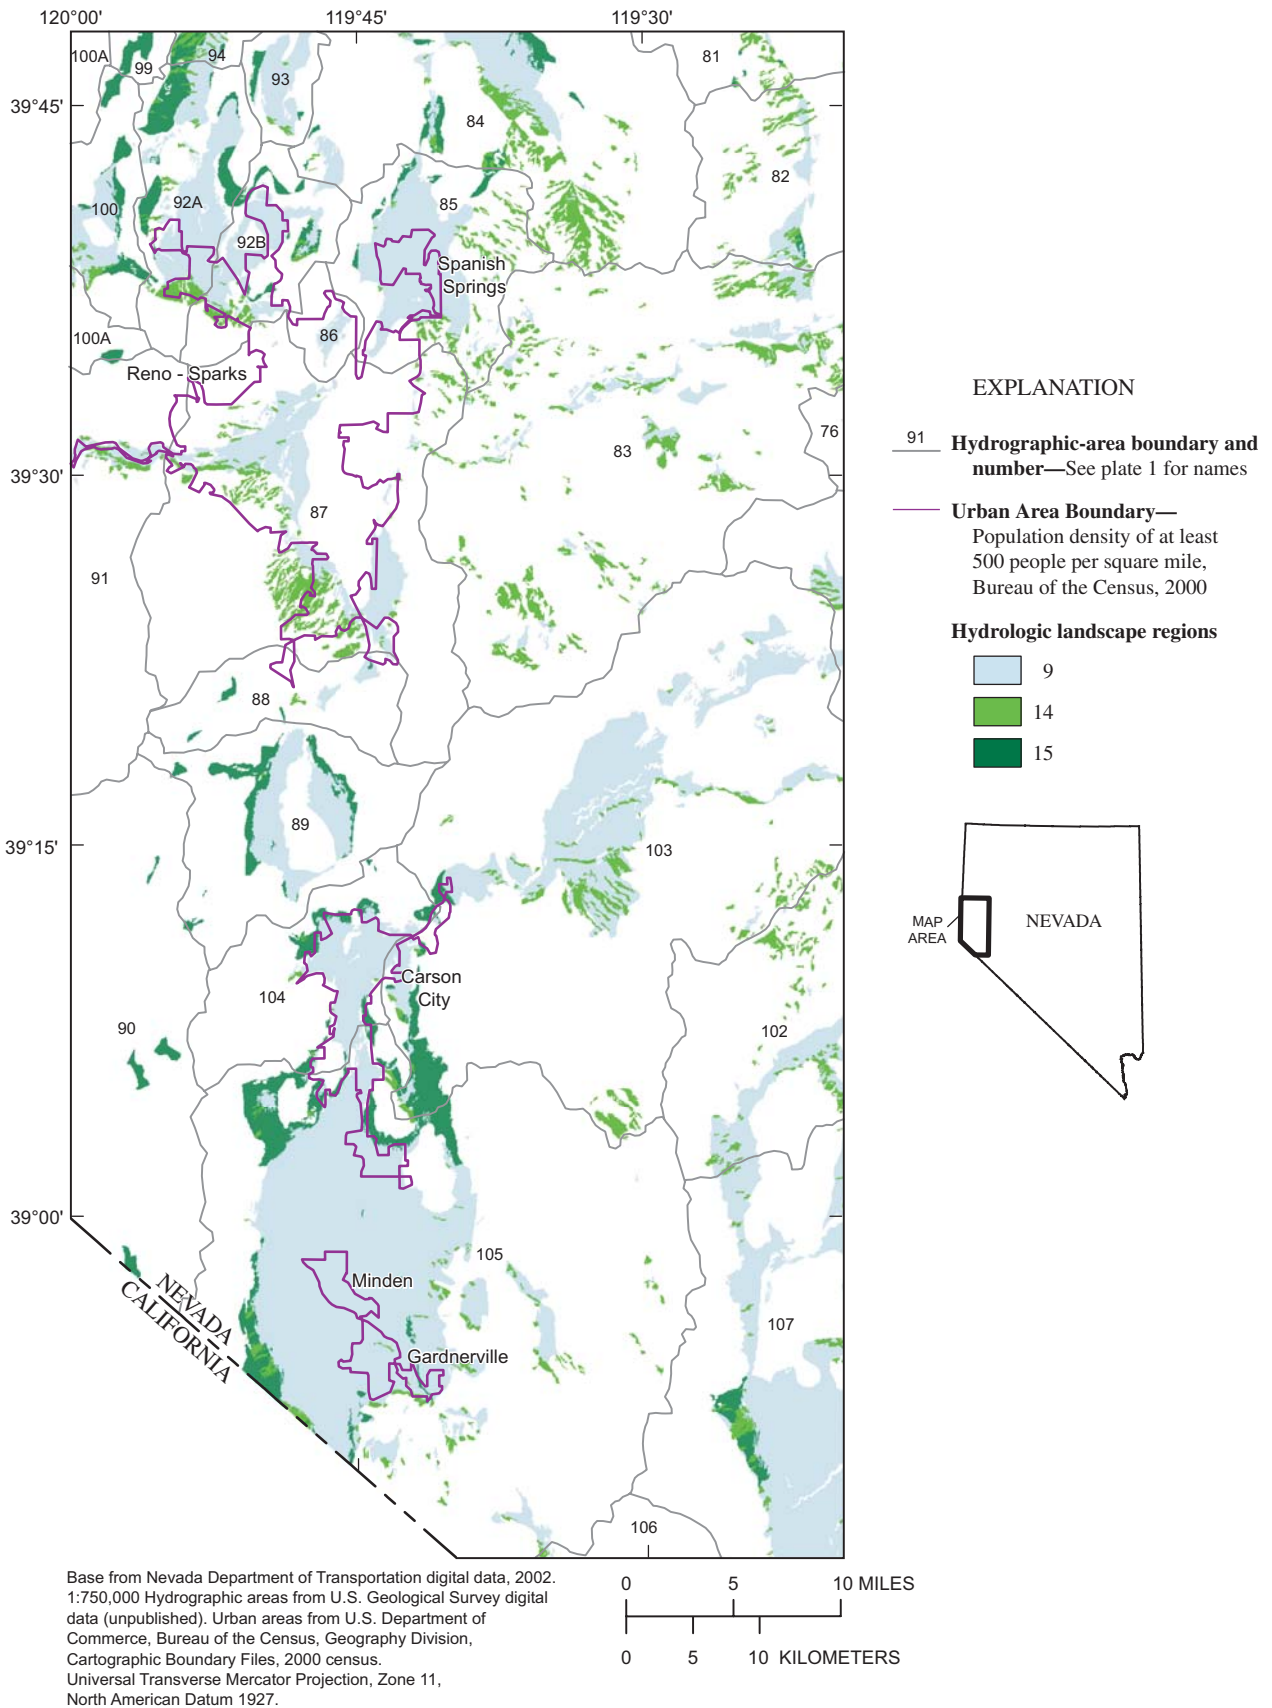 120°00'
119°45'
119°30'
100A
99
94
93
81
39°45'
84
82
100
92A
85
92B
Spanish
Springs
86
100A
Reno - Sparks
76
83
39°30'
87
91
88
89
39°15'
103
Carson
City
104
90
102
39°00'
105
Minden
NEVADA
CALIFORNIA
107
Gardnerville
106
EXPLANATION
91
Hydrographic-area boundary and
number—See plate 1 for names
Urban Area Boundary—
Population density of at least
500 people per square mile,
Bureau of the Census, 2000
Hydrologic landscape regions
9
14
15
MAP
AREA
NEVADA
Base from Nevada Department of Transportation digital data, 2002.
1:750,000 Hydrographic areas from U.S. Geological Survey digital
data (unpublished). Urban areas from U.S. Department of
Commerce, Bureau of the Census, Geography Division,
Cartographic Boundary Files, 2000 census.
Universal Transverse Mercator Projection, Zone 11,
North American Datum 1927.
0 5 10 MILES
0 5 10 KILOMETERS